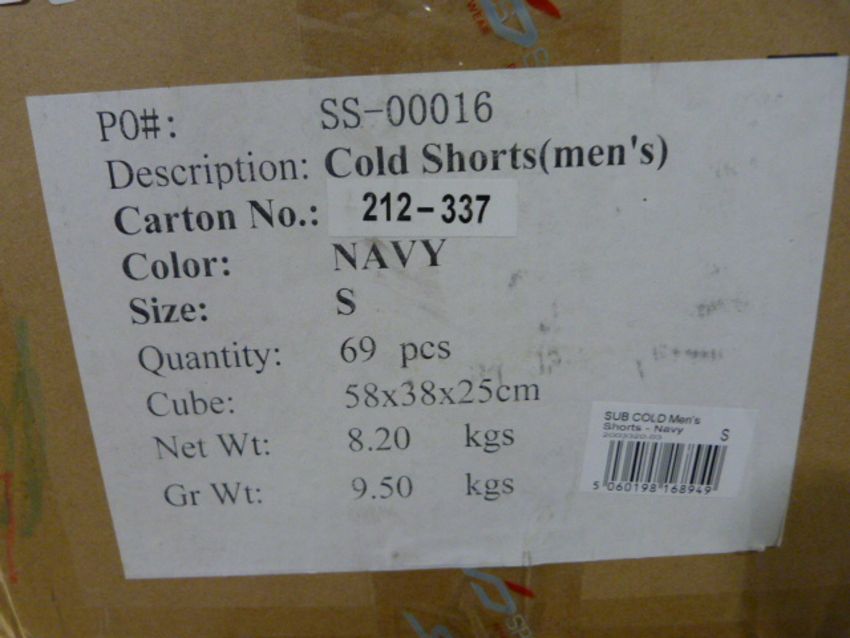 WEAR
PO#: SS-00016
Description: Cold Shorts(men's)
Carton No.: 212-337
Color: NAVY
Size: S
Quantity: 69 pcs
Cube: 58x38x25cm
Net Wt: 8.20 kgs
Gr Wt: 9.50 kgs
SUB COLD Men's
Shorts - Navy S
5 060198 168949